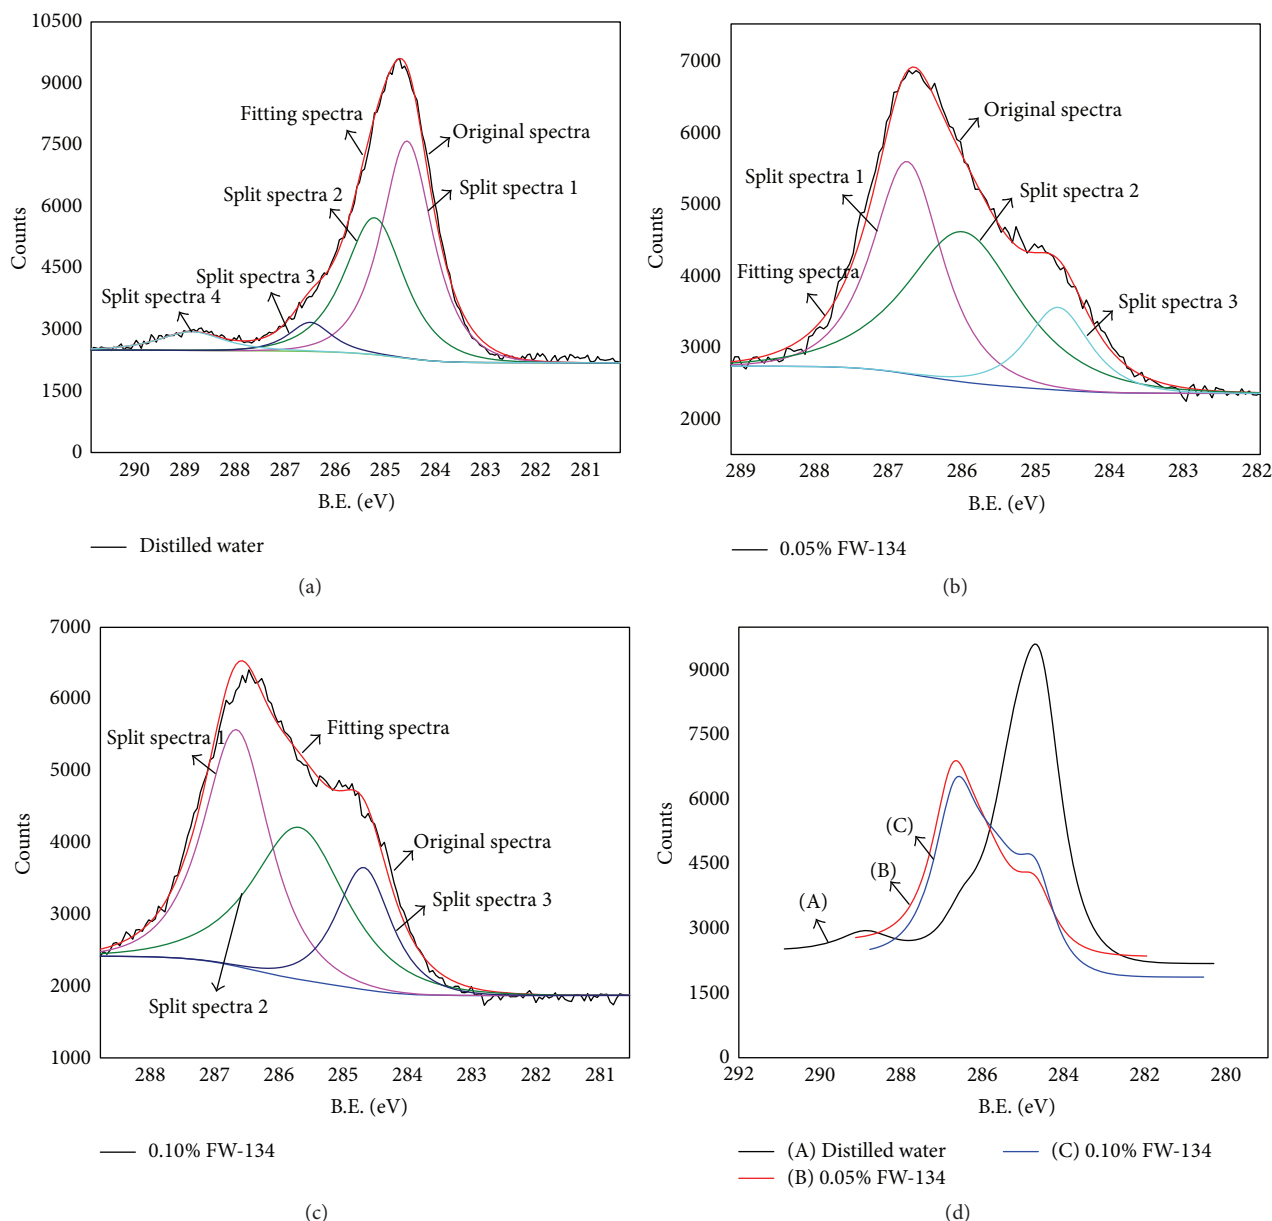 10500
9000
7500
6000
4500
3000
1500
0
Counts
Fitting spectra
Original spectra
Split spectra 2
Split spectra 1
Split spectra 3
Split spectra 4
290 289 288 287 286 285 284 283 282 281
B.E. (eV)
Distilled water
(a)
8000
7000
6000
5000
4000
3000
2000
Counts
Original spectra
Split spectra 1
Split spectra 2
Fitting spectra
Split spectra 3
289 288 287 286 285 284 283 282
B.E. (eV)
0.05% FW-134
(b)
7000
6000
5000
4000
3000
2000
1000
Counts
Split spectra 1
Fitting spectra
Original spectra
Split spectra 3
Split spectra 2
288 287 286 285 284 283 282 281
B.E. (eV)
0.10% FW-134
(c)
9000
7500
6000
4500
3000
1500
0
Counts
(C)
(B)
(A)
292 290 288 286 284 282 280
B.E. (eV)
(A) Distilled water
(B) 0.05% FW-134
(C) 0.10% FW-134
(d)